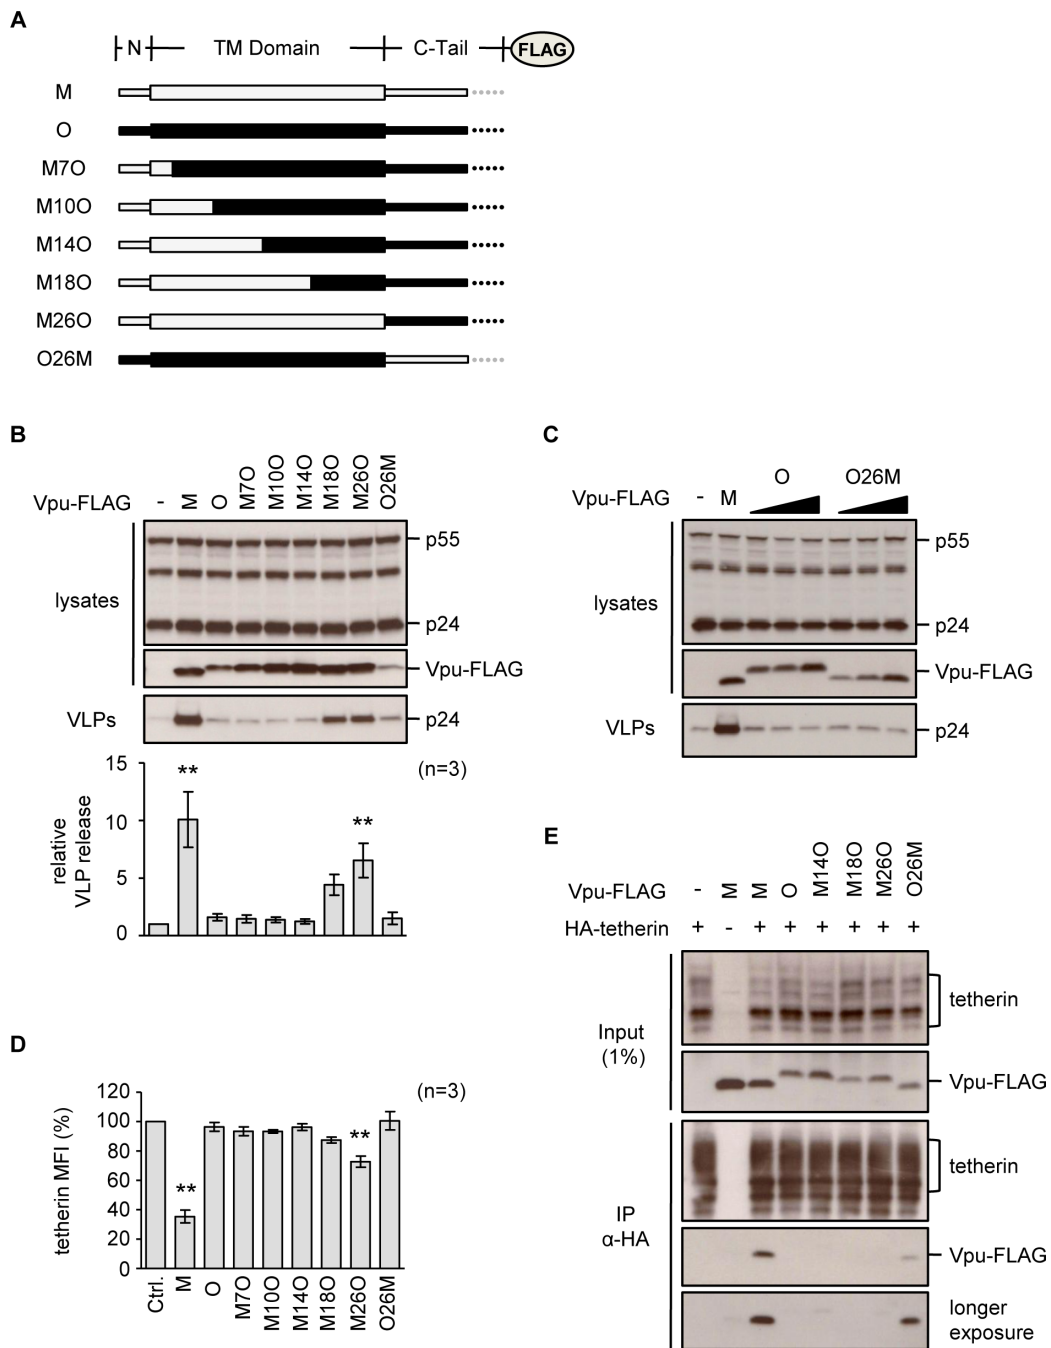 A
N TM Domain C-Tail FLAG
M
O
M7O
M10O
M14O
M18O
M26O
O26M
B
Vpu-FLAG - M O M7O M10O M14O M18O M26O O26M
lysates
p55
p24
Vpu-FLAG
VLPs p24
(n=3)
relative
VLP release
15
10
5
0
** **
C
O O26M
Vpu-FLAG - M
lysates
p55
p24
Vpu-FLAG
VLPs p24
D
(n=3)
tetherin MFI (%)
120
100
80
60
40
20
0
** **
Ctrl. M O M7O M10O M14O M18O M26O O26M
E
Vpu-FLAG - M M O M14O M18O M26O O26M
HA-tetherin + - + + + + + +
Input
(1%)
tetherin
Vpu-FLAG
IP
α-HA
tetherin
Vpu-FLAG
longer
exposure